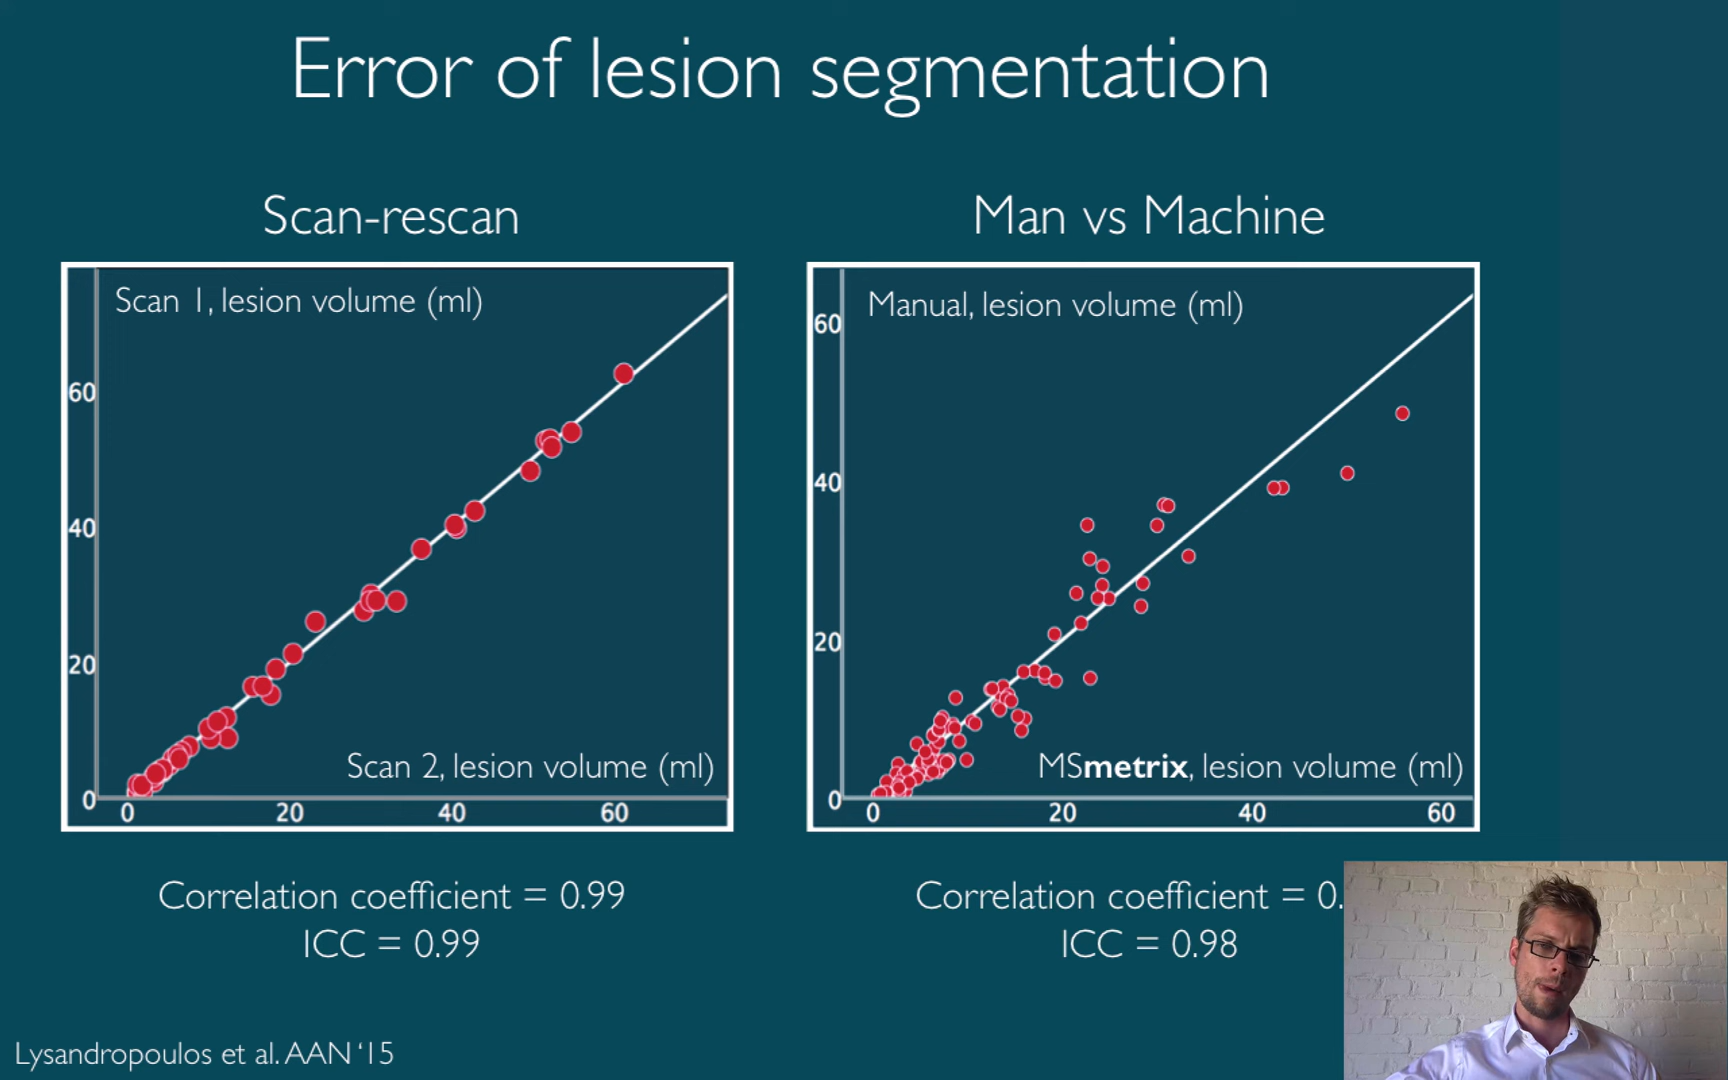 Error of lesion segmentation
Scan-rescan
Scan 1, lesion volume (ml)
60
40
20
0
Scan 2, lesion volume (ml)
0 20 40 60
Correlation coefficient = 0.99
ICC = 0.99
Man vs Machine
Manual, lesion volume (ml)
60
40
20
0
MSmetrix, lesion volume (ml)
0 20 40 60
Correlation coefficient = 0.
ICC = 0.98
Lysandropoulos et al. AAN ‘15